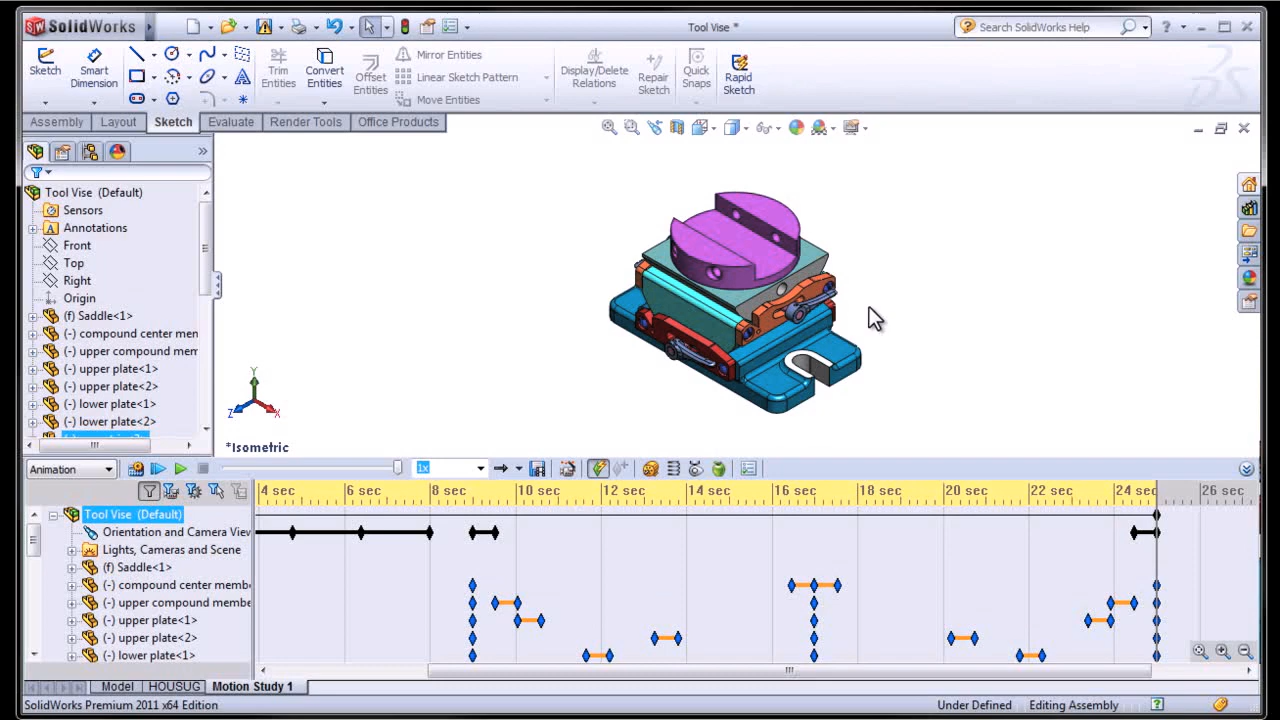 SolidWorks
Tool Vise *
Search SolidWorks Help
Sketch
Smart Dimension
Trim Entities
Convert Entities
Offset Entities
Mirror Entities
Linear Sketch Pattern
Move Entities
Display/Delete Relations
Repair Sketch
Quick Snaps
Rapid Sketch
Assembly Layout Sketch Evaluate Render Tools Office Products
Tool Vise (Default)
Sensors
Annotations
Front
Top
Right
Origin
(f) Saddle<1>
(-) compound center mem
(-) upper compound mem
(-) upper plate<1>
(-) upper plate<2>
(-) lower plate<1>
(-) lower plate<2>
Y
Z
X
*Isometric
Animation
1x
4 sec 6 sec 8 sec 10 sec 12 sec 14 sec 16 sec 18 sec 20 sec 22 sec 24 sec 26 sec
Tool Vise (Default)
Orientation and Camera View
Lights, Cameras and Scene
(f) Saddle<1>
(-) compound center membe
(-) upper compound membe
(-) upper plate<1>
(-) upper plate<2>
(-) lower plate<1>
Model HOUSUG Motion Study 1
SolidWorks Premium 2011 x64 Edition
Under Defined
Editing Assembly